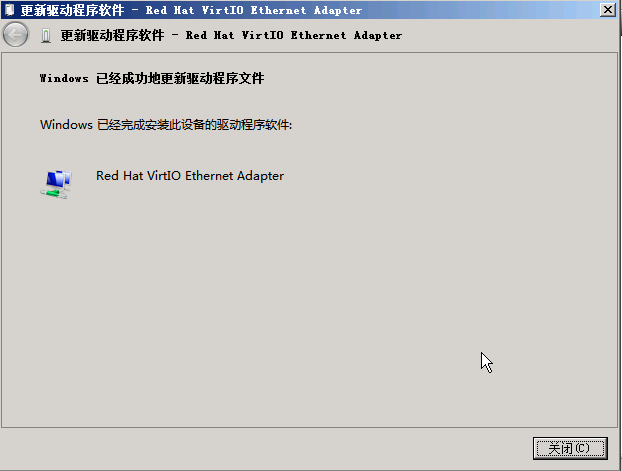 更新驱动程序软件 - Red Hat VirtIO Ethernet Adapter
更新驱动程序软件 - Red Hat VirtIO Ethernet Adapter
Windows 已经成功地更新驱动程序文件
Windows 已经完成安装此设备的驱动程序软件:
Red Hat VirtIO Ethernet Adapter
关闭(C)